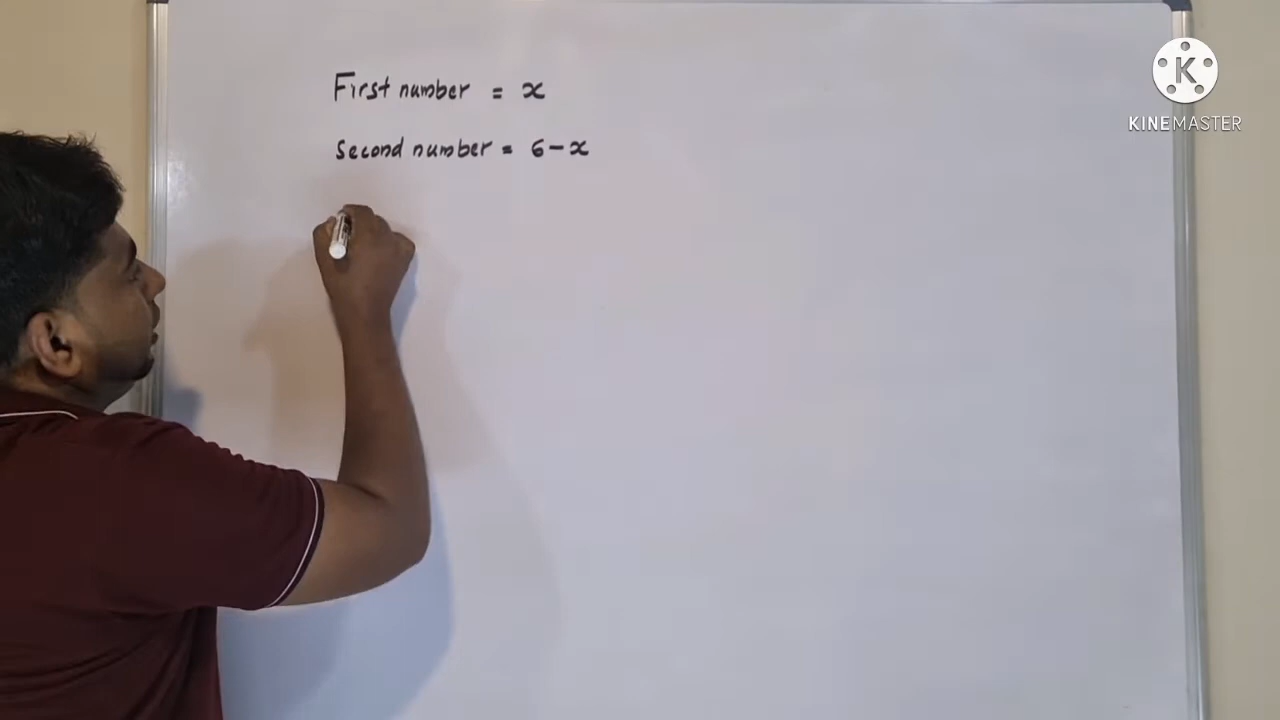 First number = x
Second number = 6 - x
K
KINEMASTER